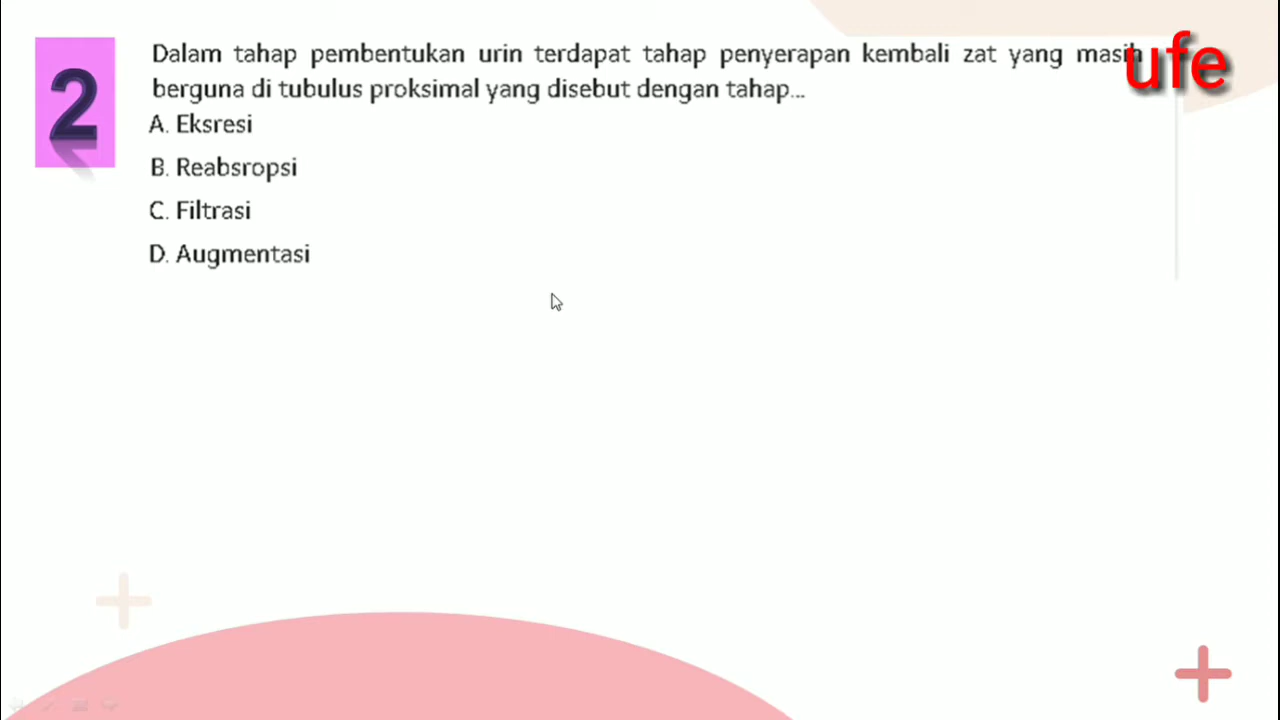 2
Dalam tahap pembentukan urin terdapat tahap penyerapan kembali zat yang masih
berguna di tubulus proksimal yang disebut dengan tahap...
A. Eksresi
B. Reabsropsi
C. Filtrasi
D. Augmentasi
ufe